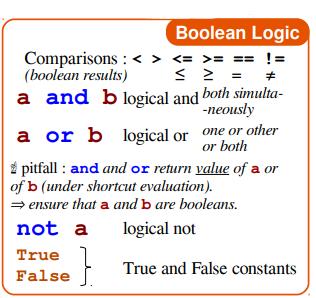 Boolean Logic
Comparisons : < > <= >= == !=
(boolean results) ≤ ≥ = ≠
a and b logical and both simulta-
-neously
a or b logical or one or other
or both
☝ pitfall : and and or return value of a or
of b (under shortcut evaluation).
⇒ ensure that a and b are booleans.
not a logical not
True
False
True and False constants